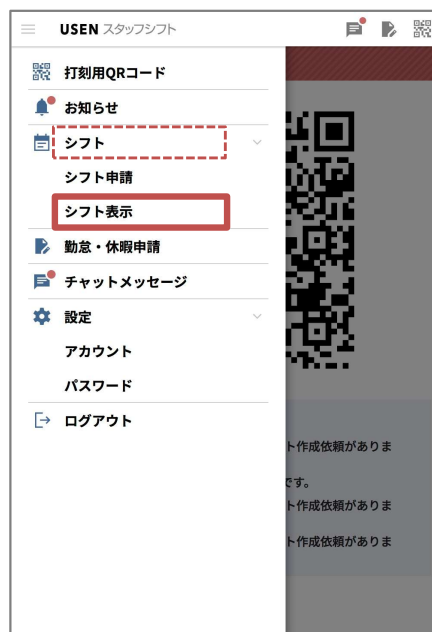 USEN スタッフシフト
打刻用QRコード
お知らせ
シフト
シフト申請
シフト表示
勤怠・休暇申請
チャットメッセージ
設定
アカウント
パスワード
ログアウト
ト作成依頼がありま
です。
ト作成依頼がありま
ト作成依頼がありま